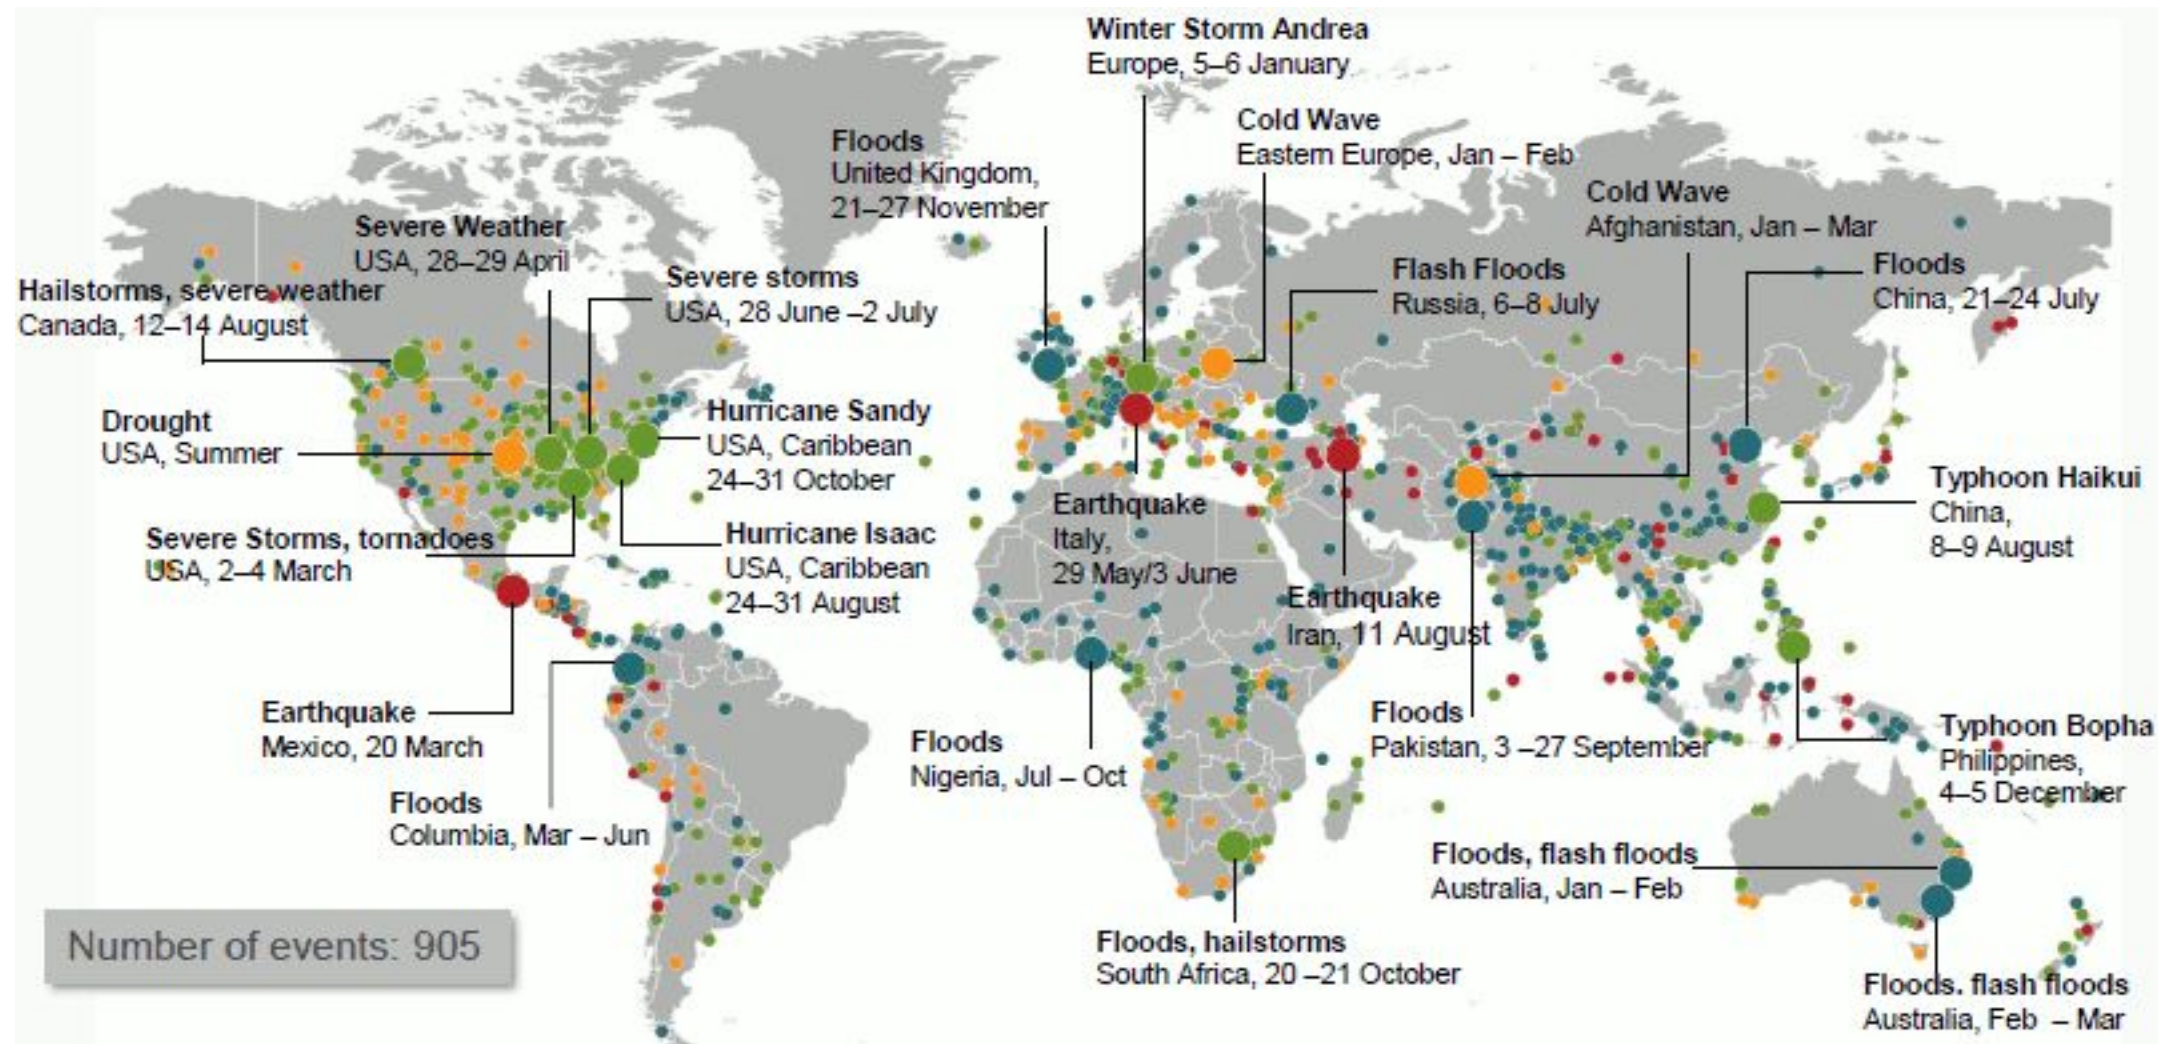 Winter Storm Andrea
Europe, 5–6 January
Cold Wave
Eastern Europe, Jan – Feb
Floods
United Kingdom,
21–27 November
Cold Wave
Afghanistan, Jan – Mar
Severe Weather
USA, 28–29 April
Severe storms
USA, 28 June –2 July
Flash Floods
Russia, 6–8 July
Floods
China, 21–24 July
Hailstorms, severe weather
Canada, 12–14 August
Drought
USA, Summer
Hurricane Sandy
USA, Caribbean
24–31 October
Typhoon Haikui
China,
8–9 August
Earthquake
Italy,
29 May/3 June
Severe Storms, tornadoes
USA, 2–4 March
Hurricane Isaac
USA, Caribbean
24–31 August
Earthquake
Iran, 11 August
Earthquake
Mexico, 20 March
Floods
Nigeria, Jul – Oct
Floods
Pakistan, 3 –27 September
Typhoon Bopha
Philippines,
4–5 December
Floods
Columbia, Mar – Jun
Floods, flash floods
Australia, Jan – Feb
Number of events: 905
Floods, hailstorms
South Africa, 20 –21 October
Floods. flash floods
Australia, Feb – Mar